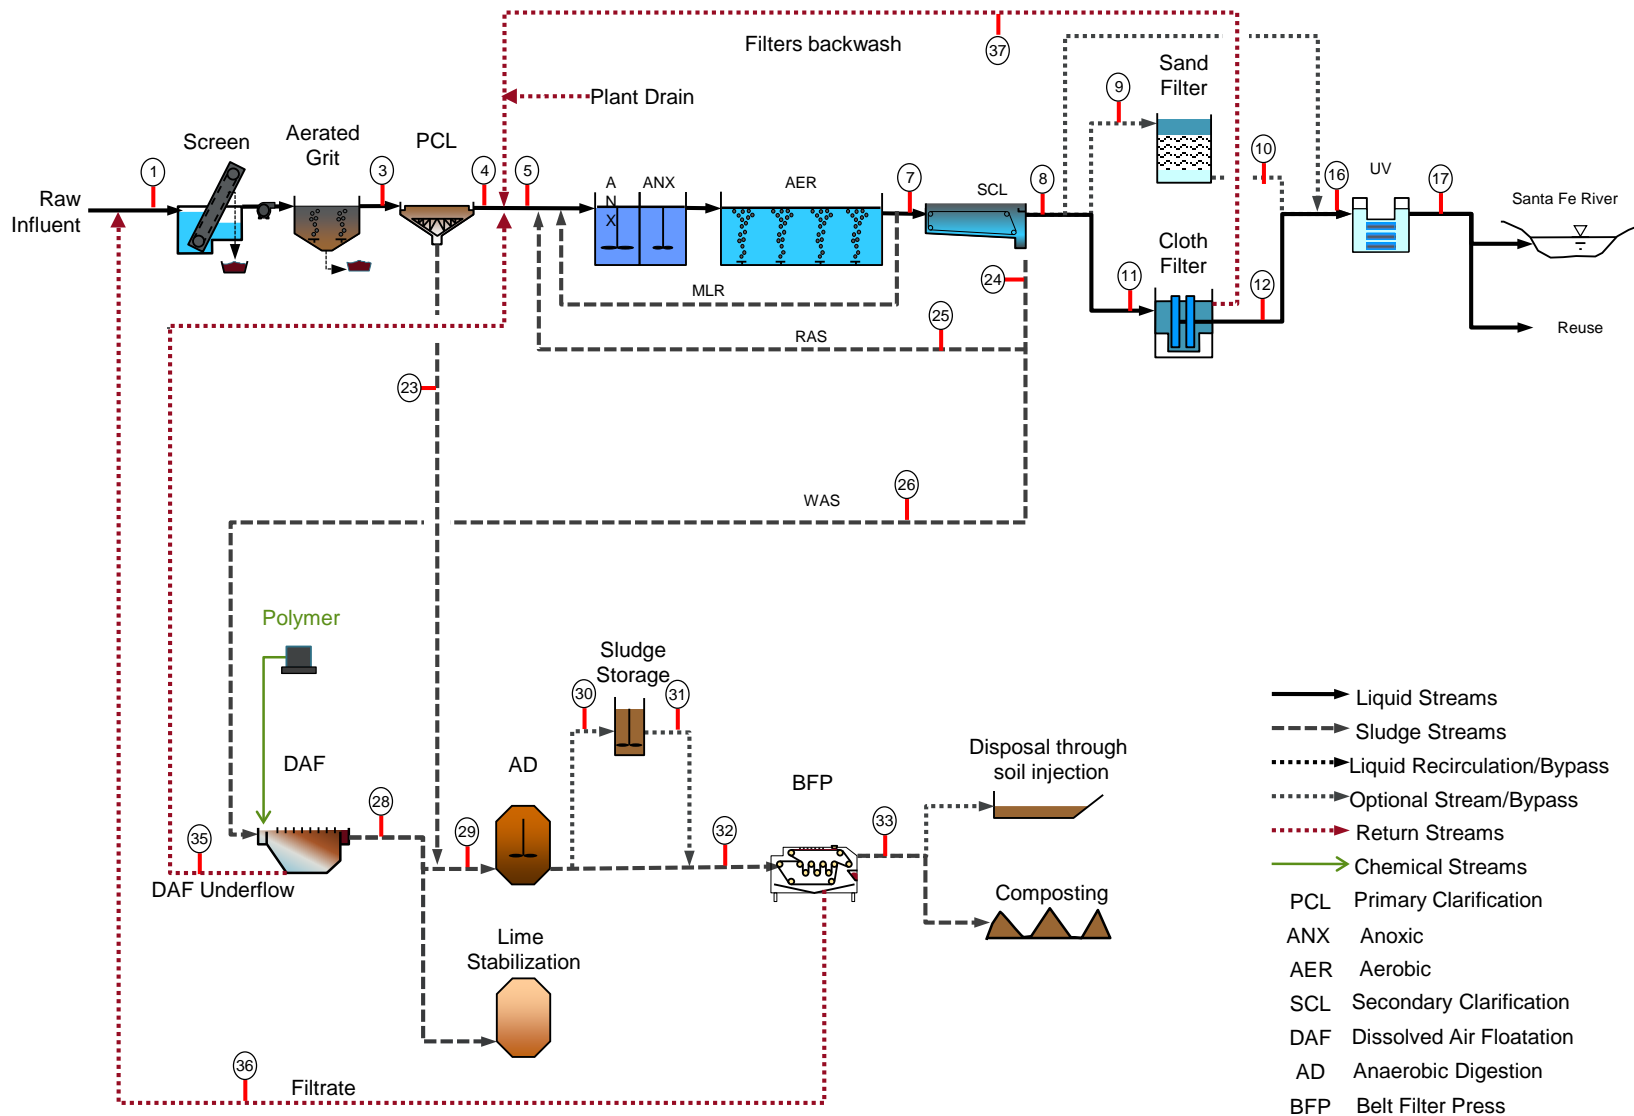 Filters backwash
37
Plant Drain
9
Sand
Filter
Screen
Aerated
Grit
PCL
1
3
4
5
A
N
X
ANX
AER
7
SCL
8
10
16
UV
17
Raw
Influent
Santa Fe River
Cloth
Filter
24
11
12
MLR
25
RAS
Reuse
23
26
WAS
Polymer
Sludge
Storage
30
31
Liquid Streams
Sludge Streams
Liquid Recirculation/Bypass
Optional Stream/Bypass
Return Streams
Chemical Streams
PCL Primary Clarification
ANX Anoxic
AER Aerobic
SCL Secondary Clarification
DAF Dissolved Air Floatation
AD Anaerobic Digestion
BFP Belt Filter Press
DAF
AD
BFP
Disposal through
soil injection
28
29
32
33
35
DAF Underflow
Composting
Lime
Stabilization
36
Filtrate